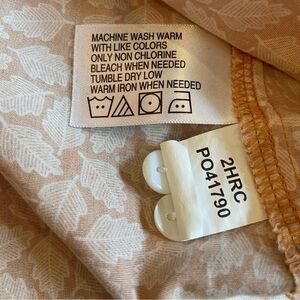 MACHINE WASH WARM
WITH LIKE COLORS
ONLY NON CHLORINE
BLEACH WHEN NEEDED
TUMBLE DRY LOW
WARM IRON WHEN NEEDED
2HRC
PO41790